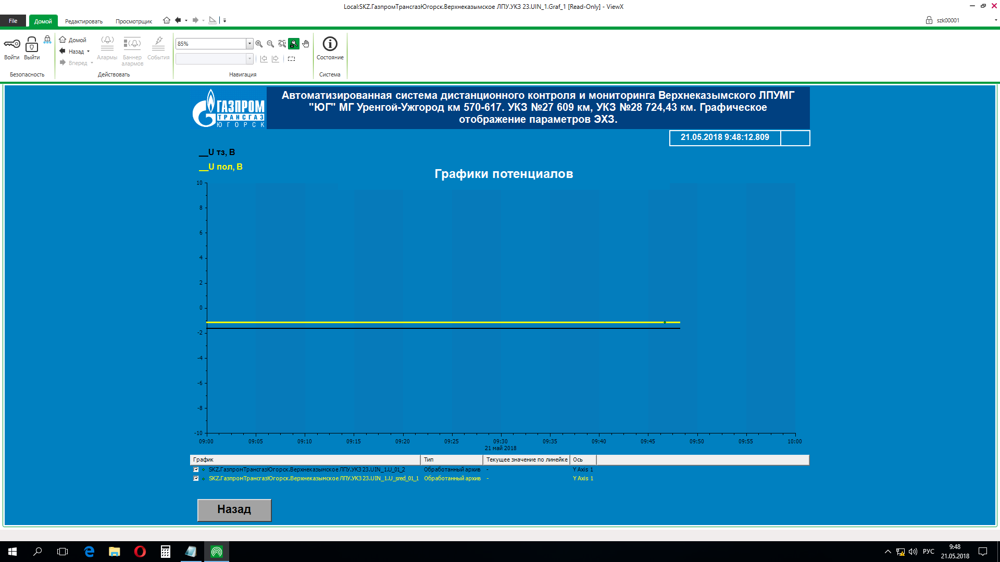 Local:SKZ.ГазпромТрансгазЮгорск.Верхнеказымское ЛПУ.УКЗ 23.UIN_1.Graf_1 [Read-Only] - ViewX
File
Домой
Редактировать
Просмотрщик
szk00001
Войти
Выйти
Безопасность
Домой
Назад
Вперед
Алармы
Баннер
алармов
События
Действовать
85%
Навигация
Состояние
Система
ГАЗПРОМ
ТРАНСГАЗ
ЮГОРСК
Автоматизированная система дистанционного контроля и мониторинга Верхнеказымского ЛПУМГ
"ЮГ" МГ Уренгой-Ужгород км 570-617. УКЗ №27 609 км, УКЗ №28 724,43 км. Графическое
отображение параметров ЭХЗ.
21.05.2018 9:48:12.809
__U тз, В
__U пол, В
Графики потенциалов
10
8
6
4
2
0
-2
-4
-6
-8
-10
09:00 09:05 09:10 09:15 09:20 09:25 09:30 09:35 09:40 09:45 09:50 09:55 10:00
21 май 2018
График Тип Текущее значение по линейке Ось
SKZ.ГазпромТрансгазЮгорск.Верхнеказымское ЛПУ.УКЗ 23.UIN_1.U_01_2 Обработанный архив - Y Axis 1
SKZ.ГазпромТрансгазЮгорск.Верхнеказымское ЛПУ.УКЗ 23.UIN_1.U_sred_01_1 Обработанный архив - Y Axis 1
Назад
РУС
9:48
21.05.2018